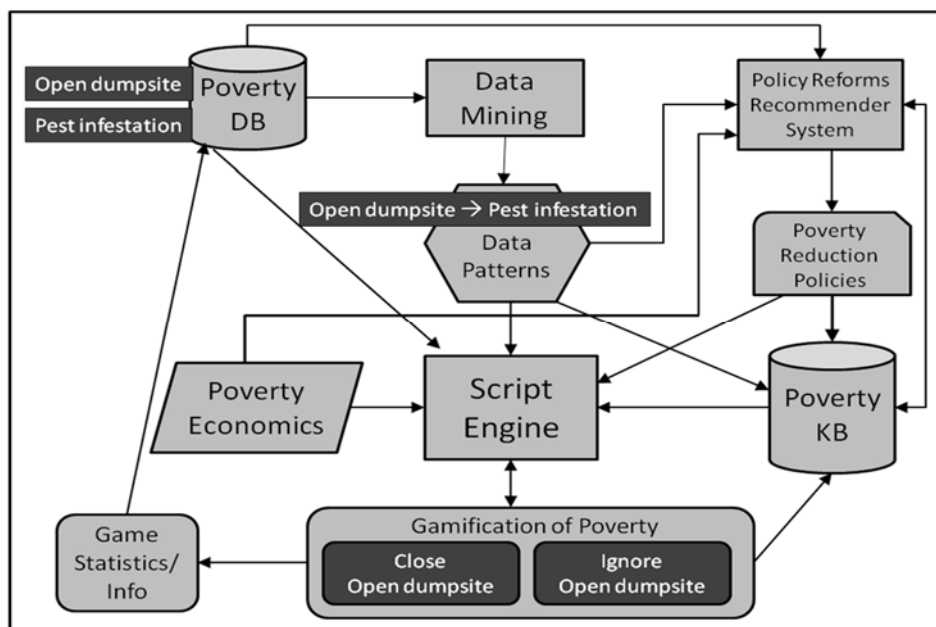 Open dumpsite
Pest infestation
Poverty
DB
Data
Mining
Policy Reforms
Recommender
System
Open dumpsite → Pest infestation
Data
Patterns
Poverty
Reduction
Policies
Poverty
Economics
Script
Engine
Poverty
KB
Game
Statistics/
Info
Gamification of Poverty
Close
Open dumpsite
Ignore
Open dumpsite